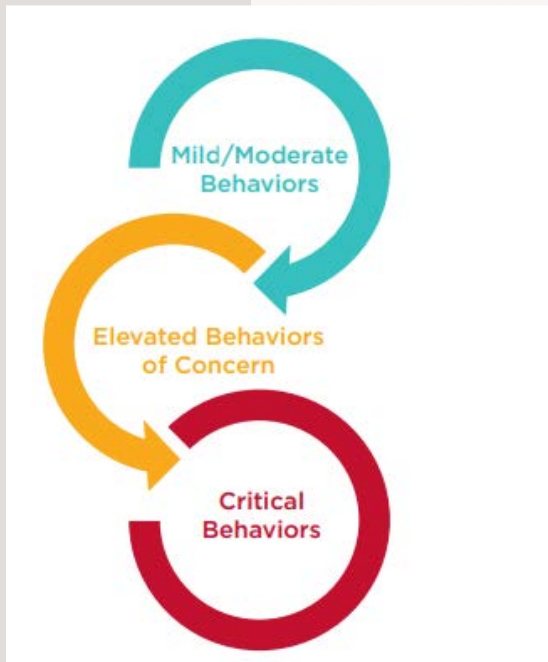 Mild/Moderate
Behaviors
Elevated Behaviors
of Concern
Critical
Behaviors